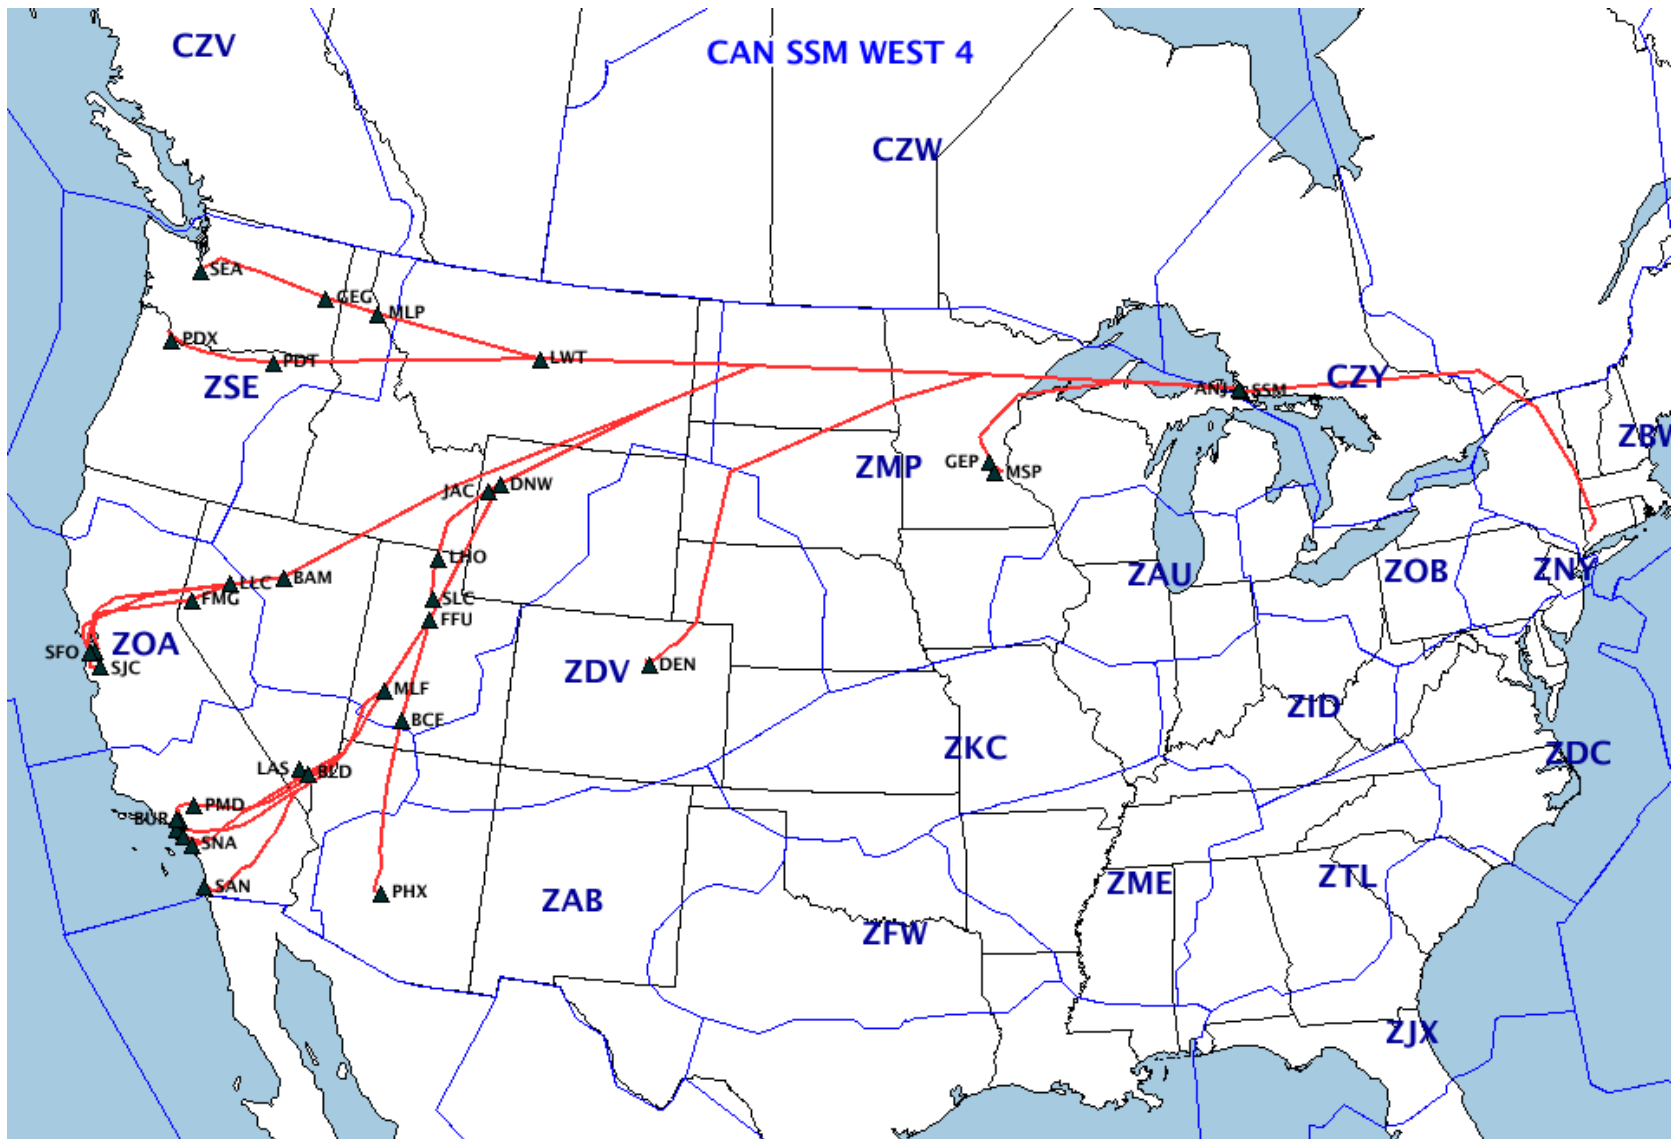 CZV
CAN SSM WEST 4
CZW
SEA
GEG
MLP
PDX
PDT
LWT
ZSE
ANJ
SSM
CZY
ZBW
GEP
MSP
ZMP
JAC
DNW
LHO
BAM
LLC
FMG
SLC
FFU
ZAU
ZOB
ZNY
SFO
ZOA
SJC
ZDV
DEN
MLF
BCE
ZID
ZKC
ZDC
LAS
BLD
PMD
BUR
SNA
SAN
PHX
ZAB
ZME
ZTL
ZFW
ZJX